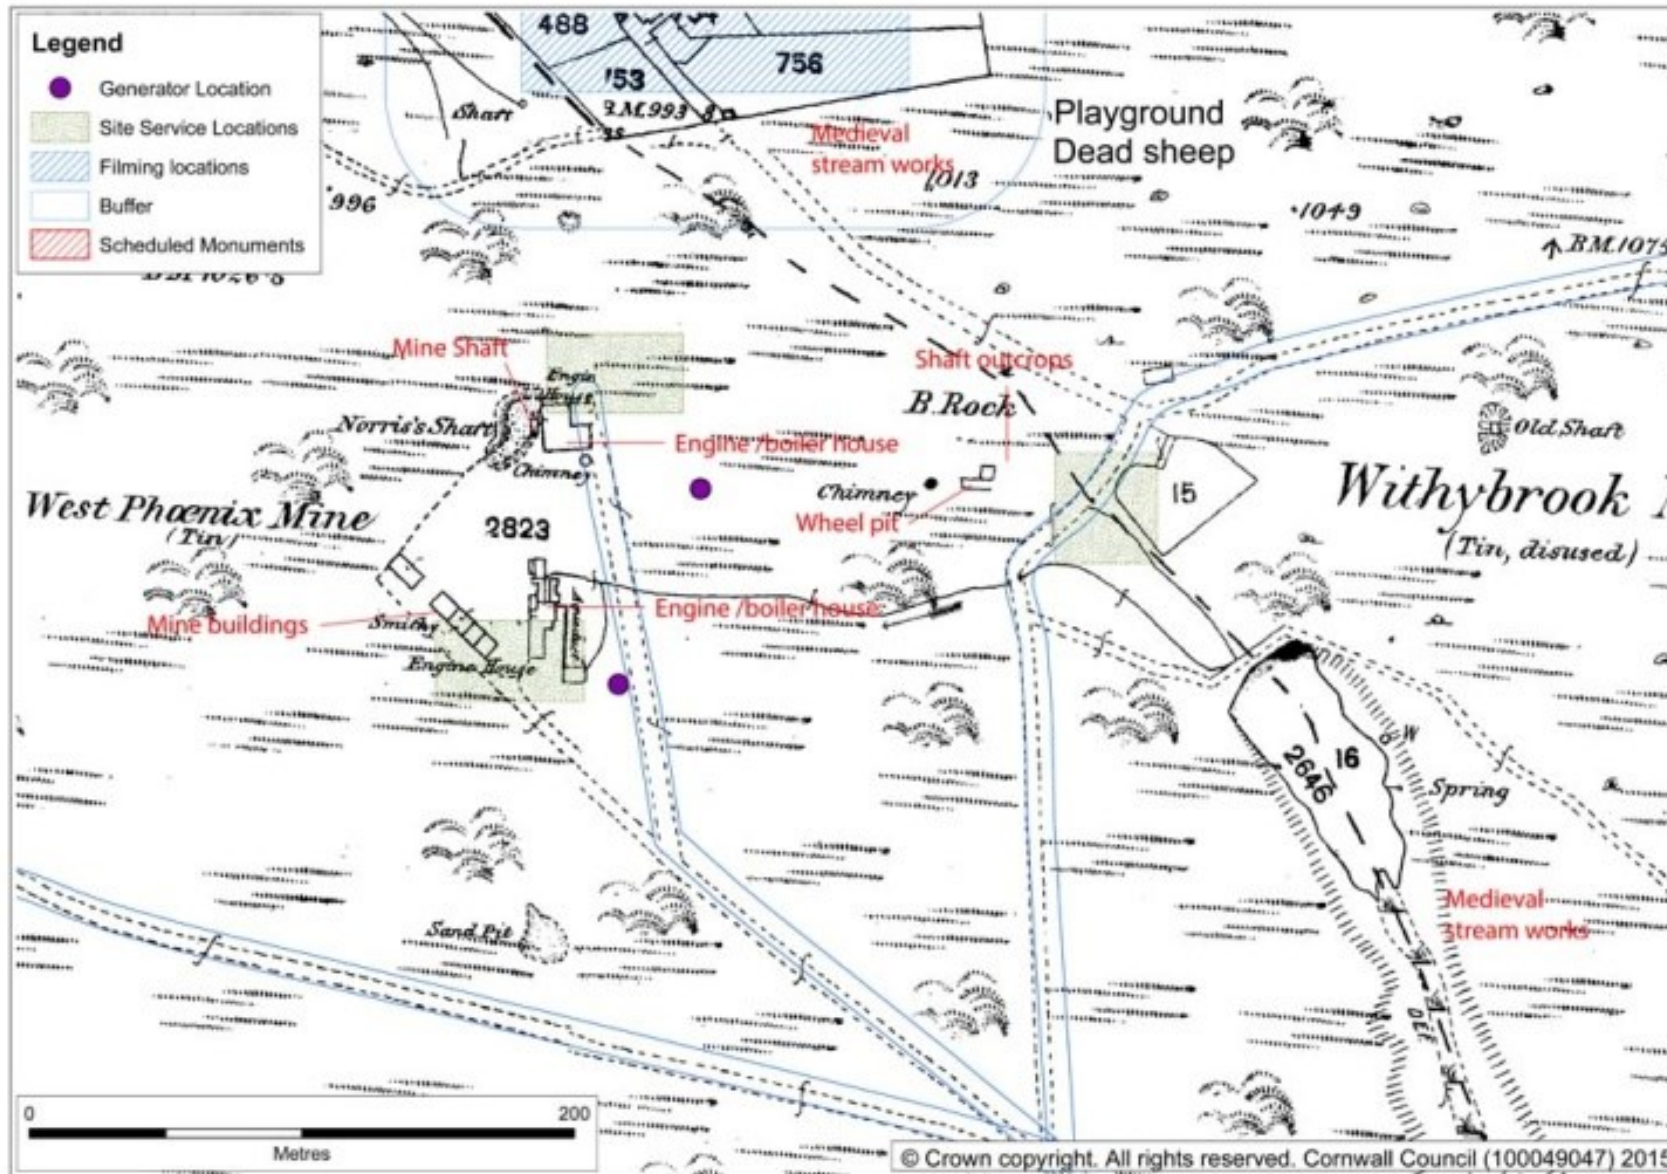 Legend
Generator Location
Site Service Locations
Filming locations
Buffer
Scheduled Monuments
488
756
Shaft
Playground
Dead sheep
Medieval
stream works
1013
996
1049
B.M.1075
Mine Shaft
Engine
House
Shaft outcrops
B.Rock
Norris's Shaft
Engine /boiler house
Old Shaft
Chimney
Chimney
15
Withybrook
West Phœnix Mine
(Tin)
2823
Wheel pit
(Tin, disused)
Mine buildings
Smithy
Engine /boiler house
Engine House
W
16
2646
Spring
Medieval
stream works
Sand Pit
0 200
Metres
© Crown copyright. All rights reserved. Cornwall Council (100049047) 2015